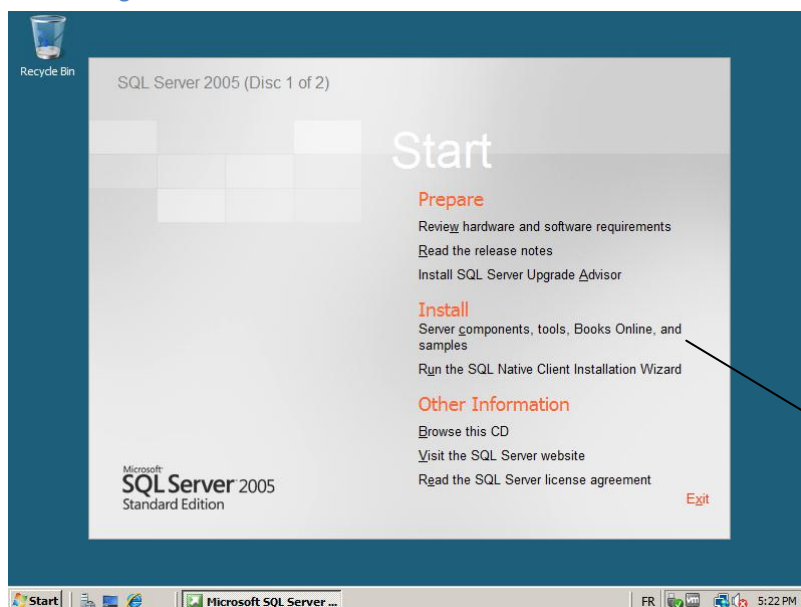 Recycle Bin
SQL Server 2005 (Disc 1 of 2)
Start
Prepare
Review hardware and software requirements
Read the release notes
Install SQL Server Upgrade Advisor
Install
Server components, tools, Books Online, and
samples
Run the SQL Native Client Installation Wizard
Other Information
Browse this CD
Visit the SQL Server website
Read the SQL Server license agreement
Exit
Microsoft
SQL Server 2005
Standard Edition
Start
Microsoft SQL Server ...
FR
5:22 PM